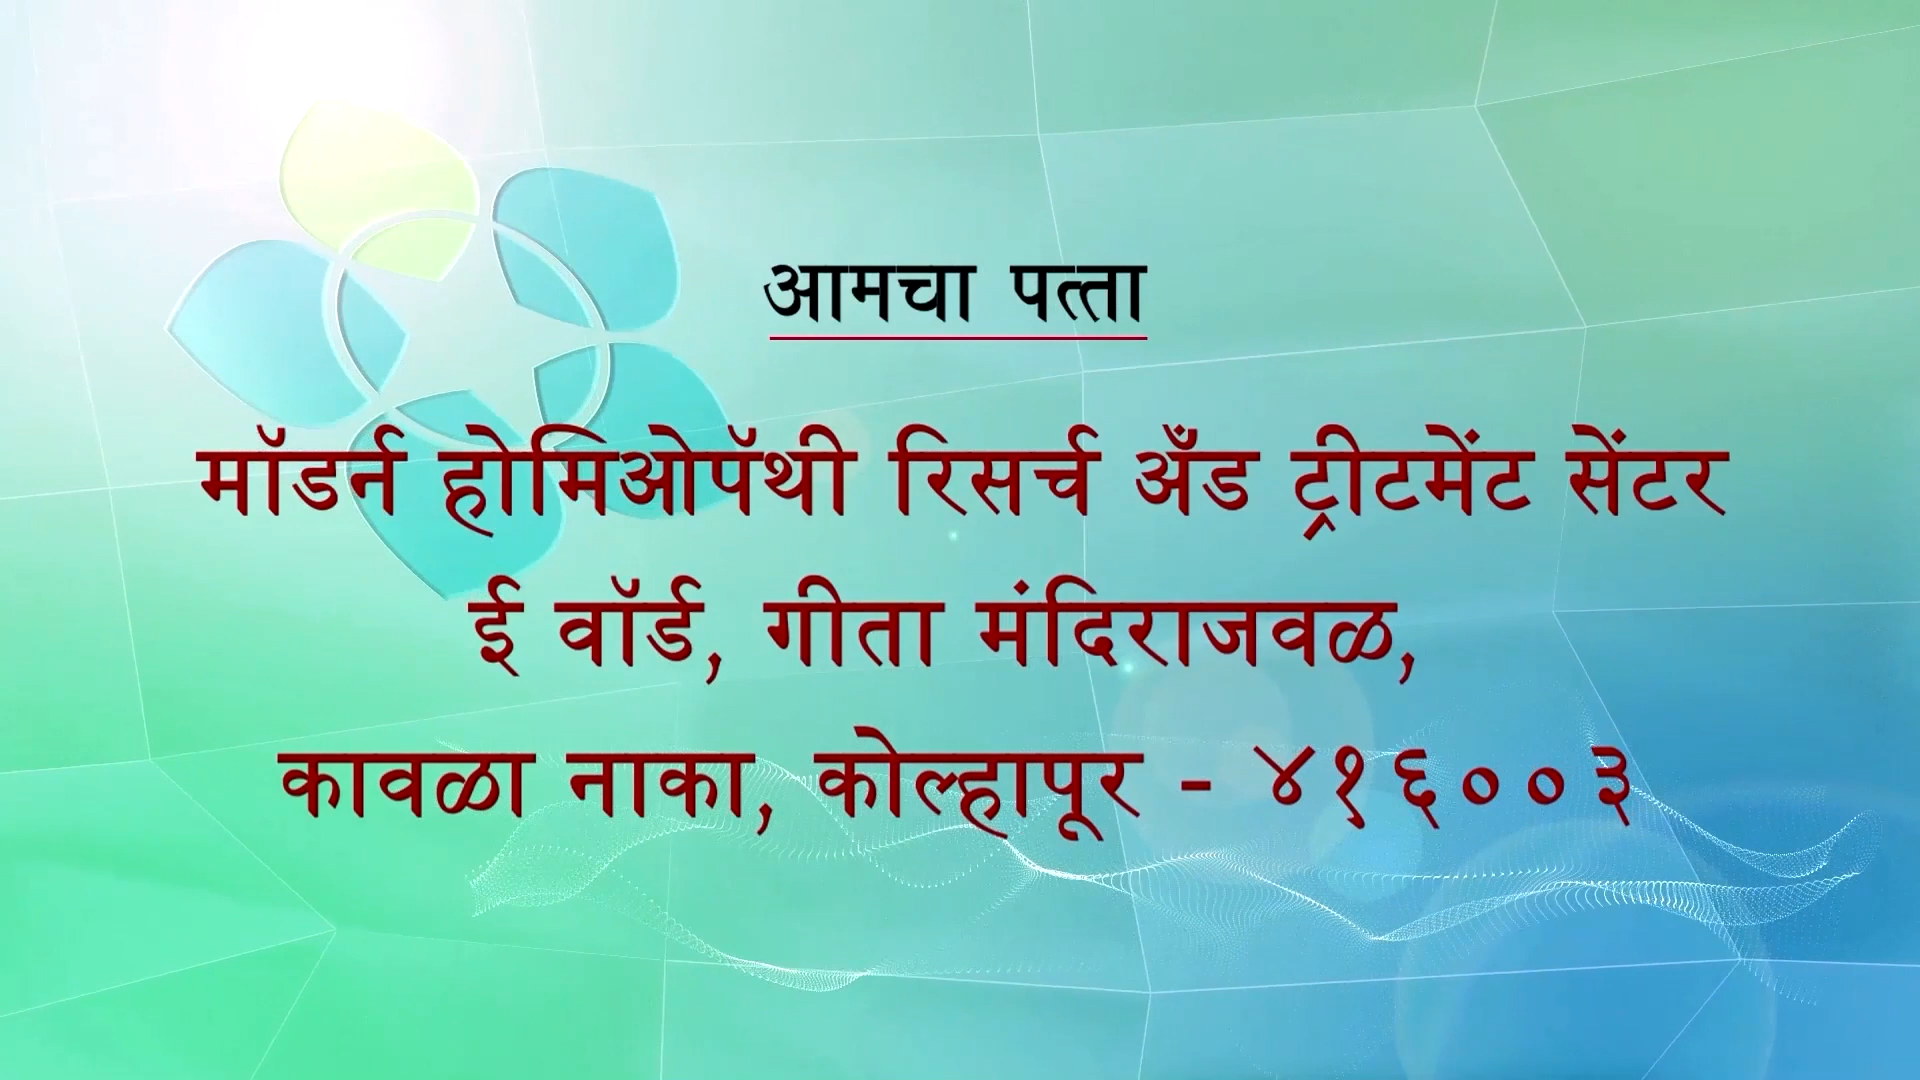 आमचा पत्ता
मॉडर्न होमिओपॅथी रिसर्च अँड ट्रीटमेंट सेंटर
ई वॉर्ड, गीता मंदिराजवळ,
कावळा नाका, कोल्हापूर - ४१६००३